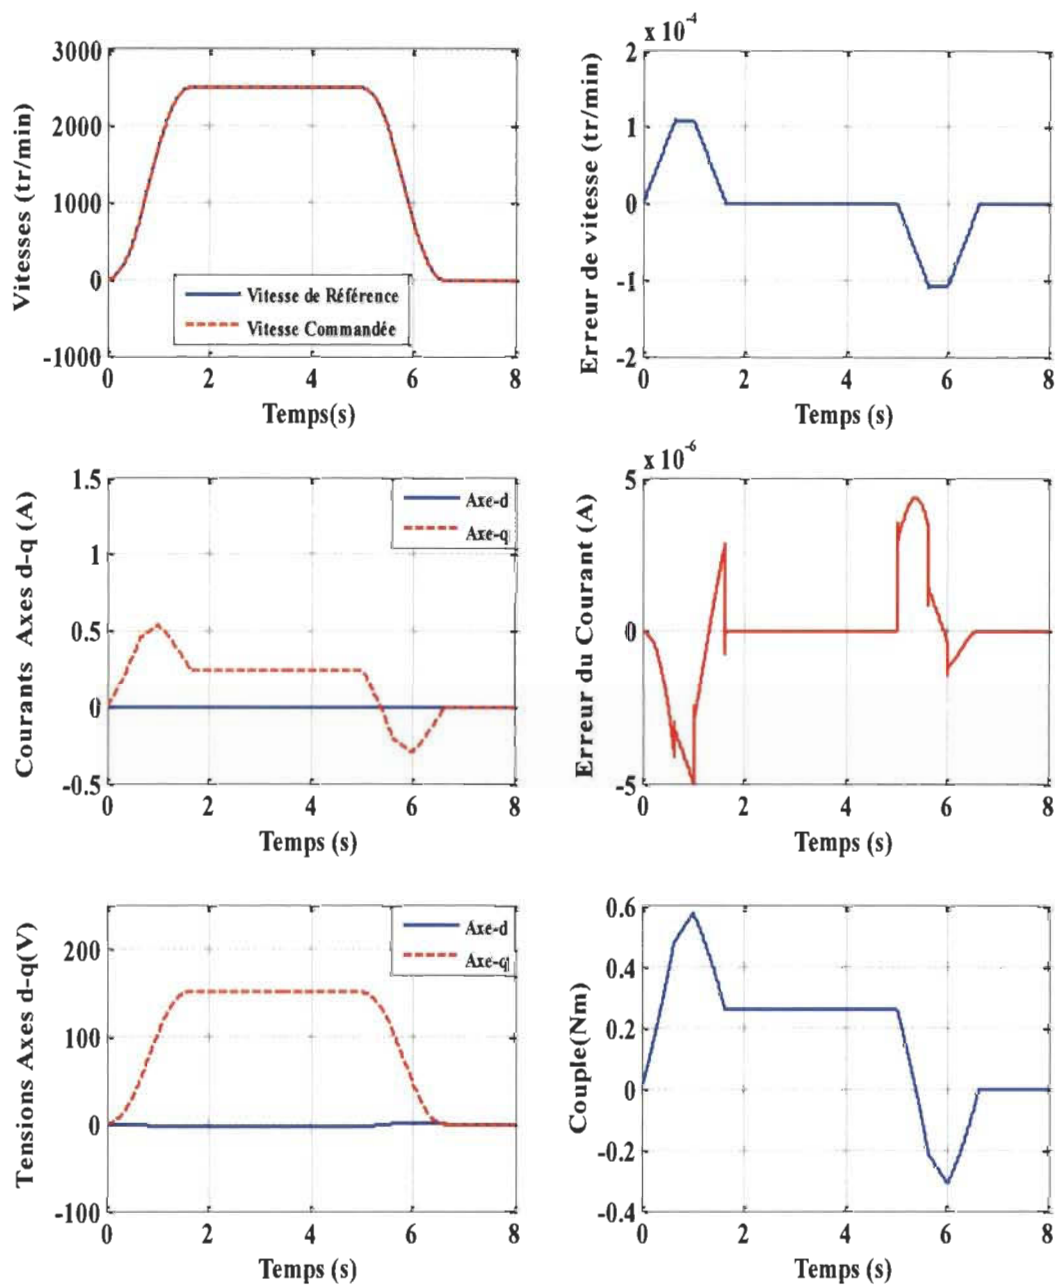 3000
2000
1000
0
-1000
0 2 4 6 8
Vitesses (tr/min)
Temps(s)
Vitesse de Référence
Vitesse Commandée
x 10-4
2
1
0
-1
-2
0 2 4 6 8
Erreur de vitesse (tr/min)
Temps (s)
1.5
1
0.5
0
-0.5
0 2 4 6 8
Courants Axes d-q (A)
Temps (s)
Axe-d
Axe-q
x 10-6
5
0
-5
0 2 4 6 8
Erreur du Courant (A)
Temps (s)
200
100
0
-100
0 2 4 6 8
Tensions Axes d-q(V)
Temps (s)
Axe-d
Axe-q
0.6
0.4
0.2
0
-0.2
-0.4
0 2 4 6 8
Couple(Nm)
Temps (s)